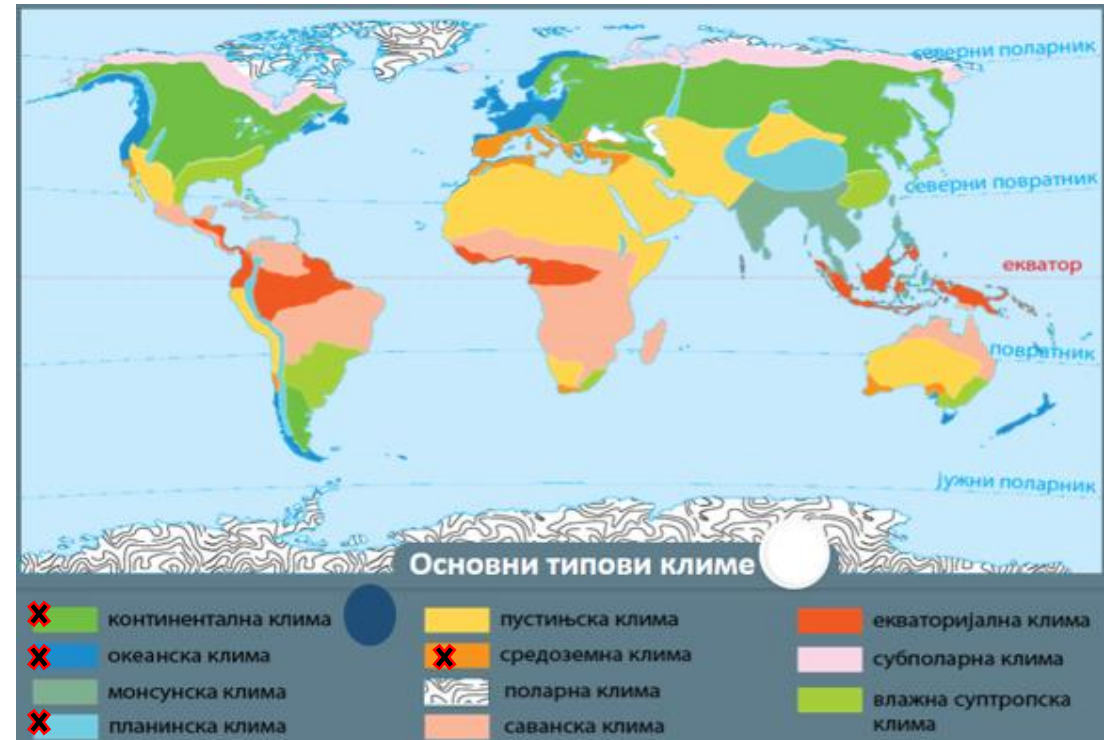 северни поларник
северни повратник
екватор
повратник
јужни поларник
Основни типови климе
континентална клима
океанска клима
монсунска клима
планинска клима
пустињска клима
средоземна клима
поларна клима
саванска клима
екваторијална клима
субполарна клима
влажна суптропска
клима